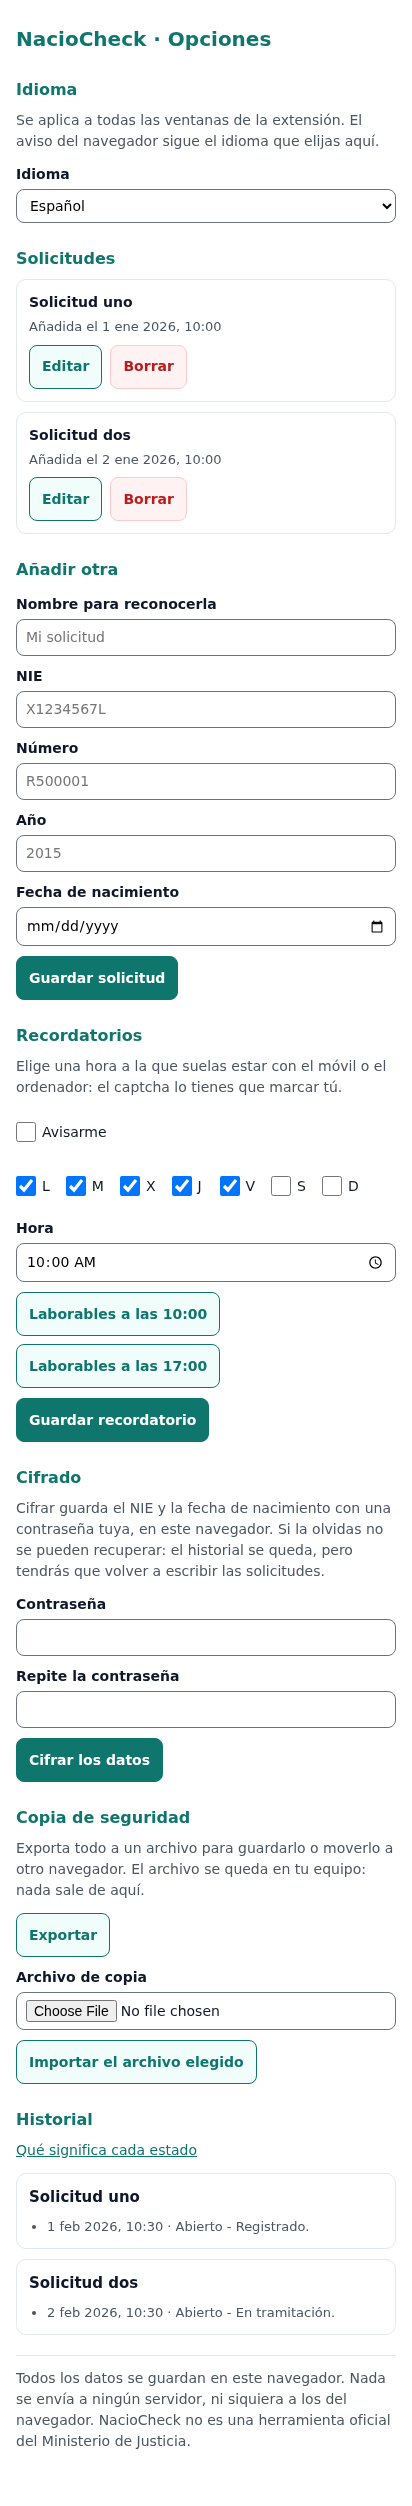 NacioCheck · Opciones
Idioma
Se aplica a todas las ventanas de la extensión. El
aviso del navegador sigue el idioma que elijas aquí.
Idioma
Español
Solicitudes
Solicitud uno
Añadida el 1 ene 2026, 10:00
Editar Borrar
Solicitud dos
Añadida el 2 ene 2026, 10:00
Editar Borrar
Añadir otra
Nombre para reconocerla
Mi solicitud
NIE
X1234567L
Número
R500001
Año
2015
Fecha de nacimiento
mm/dd/yyyy
Guardar solicitud
Recordatorios
Elige una hora a la que suelas estar con el móvil o el
ordenador: el captcha lo tienes que marcar tú.
Avisarme
L M X J V S D
Hora
10:00 AM
Laborables a las 10:00
Laborables a las 17:00
Guardar recordatorio
Cifrado
Cifrar guarda el NIE y la fecha de nacimiento con una
contraseña tuya, en este navegador. Si la olvidas no
se pueden recuperar: el historial se queda, pero
tendrás que volver a escribir las solicitudes.
Contraseña
Repite la contraseña
Cifrar los datos
Copia de seguridad
Exporta todo a un archivo para guardarlo o moverlo a
otro navegador. El archivo se queda en tu equipo:
nada sale de aquí.
Exportar
Archivo de copia
Choose File No file chosen
Importar el archivo elegido
Historial
Qué significa cada estado
Solicitud uno
• 1 feb 2026, 10:30 · Abierto - Registrado.
Solicitud dos
• 2 feb 2026, 10:30 · Abierto - En tramitación.
Todos los datos se guardan en este navegador. Nada
se envía a ningún servidor, ni siquiera a los del
navegador. NacioCheck no es una herramienta oficial
del Ministerio de Justicia.